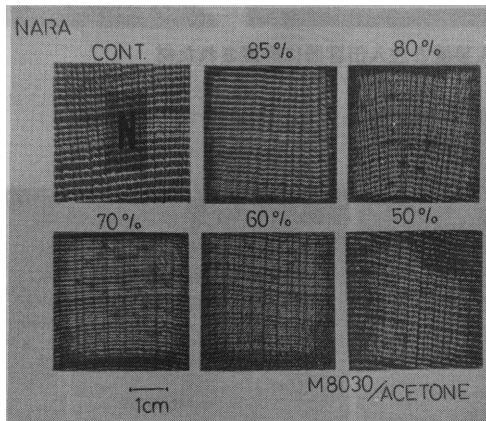 NARA
CONT. 85% 80%
N
70% 60% 50%
1cm
M8030/ACETONE